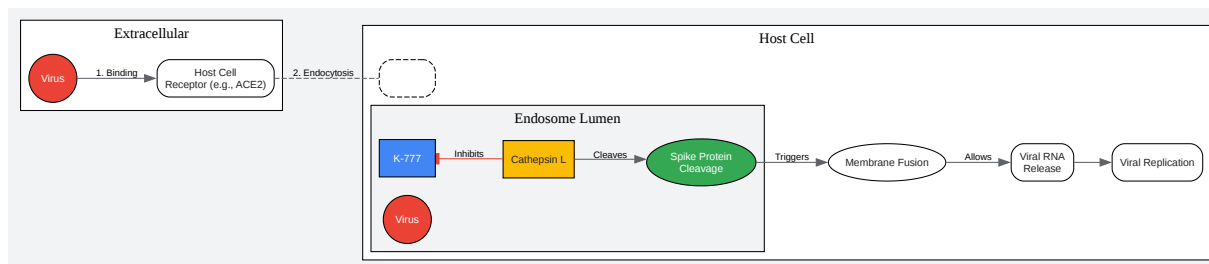 Extracellular
Host Cell
Virus
1. Binding
Host Cell
Receptor (e.g., ACE2)
2. Endocytosis
Endosome Lumen
K-777
Inhibits
Cathepsin L
Cleaves
Spike Protein
Cleavage
Triggers
Membrane Fusion
Allows
Viral RNA
Release
Viral Replication
Virus